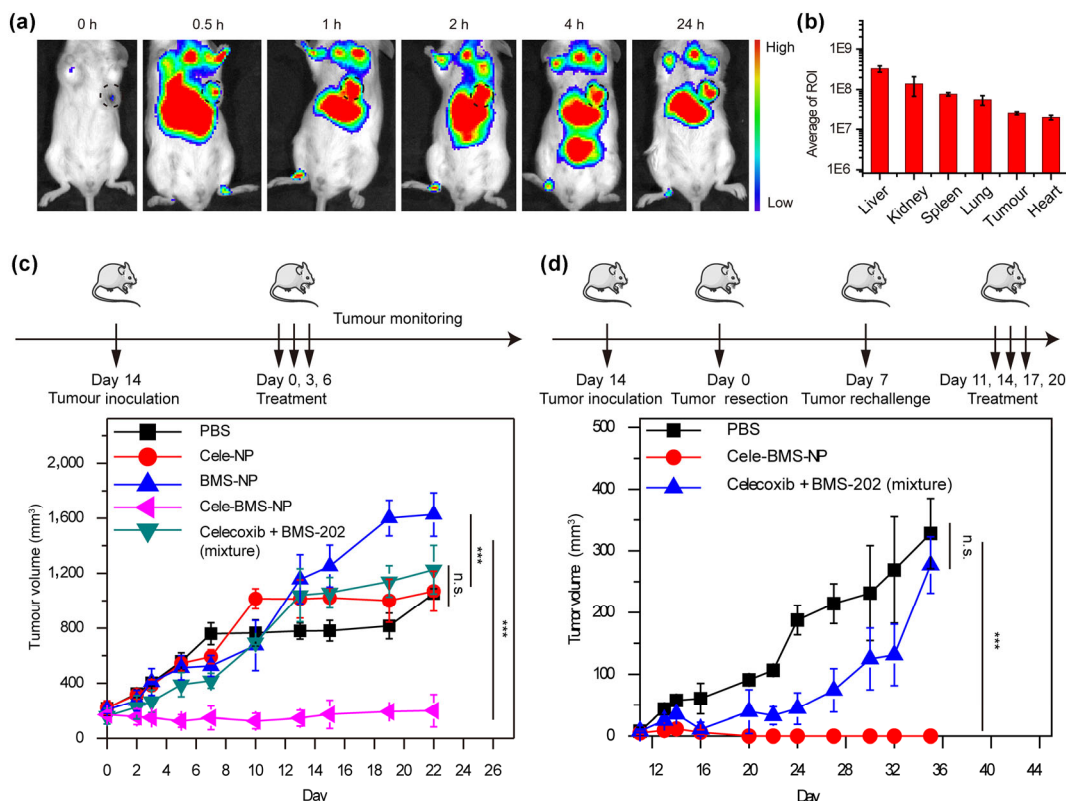 (a)
0 h
0.5 h
1 h
2 h
4 h
24 h
High
Low
(b)
Average of ROI
1E9
1E8
1E7
1E6
Liver
Kidney
Spleen
Lung
Tumour
Heart
(c)
Tumour monitoring
Day 14
Tumour inoculation
Day 0, 3, 6
Treatment
PBS
Cele-NP
BMS-NP
Cele-BMS-NP
Celecoxib + BMS-202
(mixture)
Tumour volume (mm³)
2,000
1,600
1200
800
400
0
***
n.s.
***
0 2 4 6 8 10 12 14 16 18 20 22 24 26
Day
(d)
Day 14
Tumor inoculation
Day 0
Tumor resection
Day 7
Tumor rechallenge
Day 11, 14, 17, 20
Treatment
PBS
Cele-BMS-NP
Celecoxib + BMS-202 (mixture)
Tumor volume (mm³)
500
400
300
200
100
0
n.s.
***
12 16 20 24 28 32 36 40 44
Day